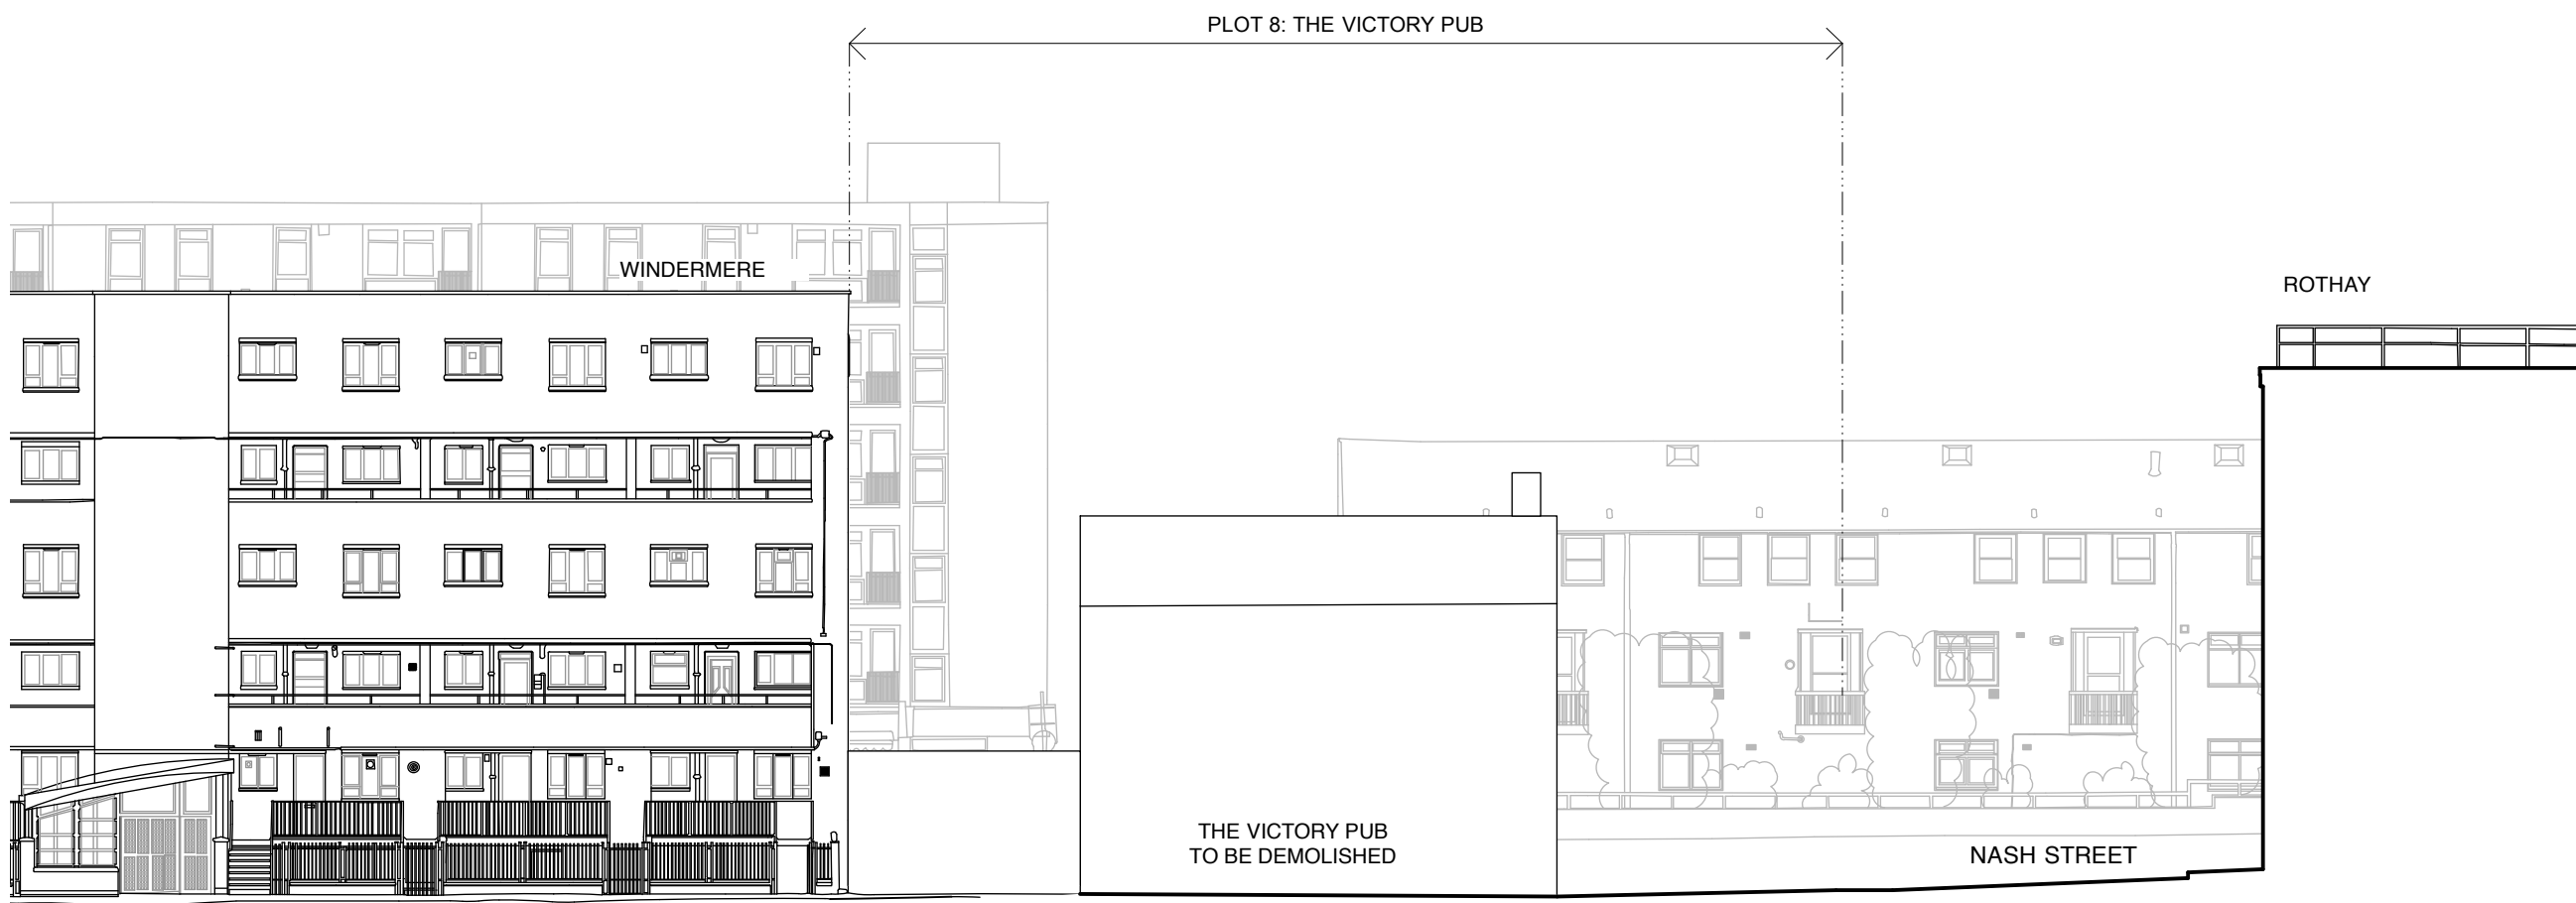 PLOT 8: THE VICTORY PUB
WINDERMERE
ROTHAY
THE VICTORY PUB
TO BE DEMOLISHED
NASH STREET